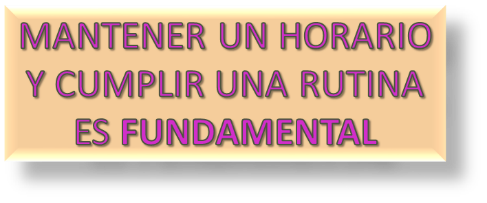 MANTENER UN HORARIO
Y CUMPLIR UNA RUTINA
ES FUNDAMENTAL